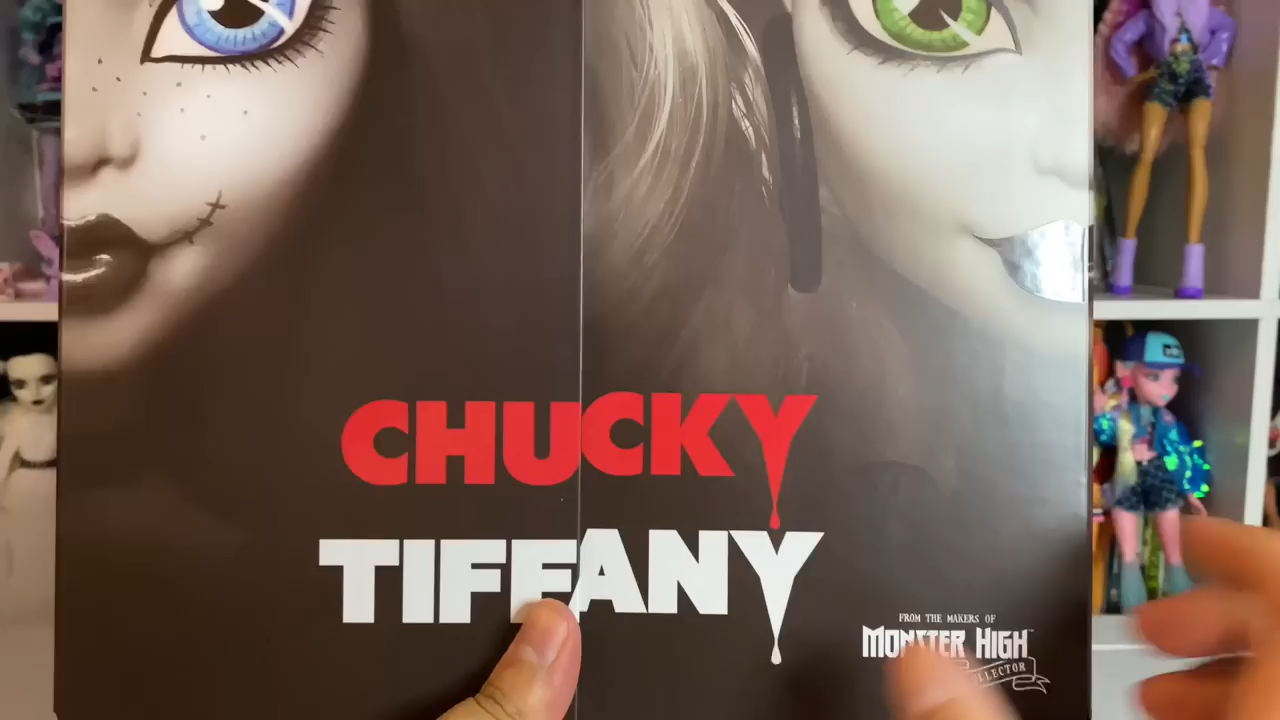 CHUCKY
TIFFANY
FROM THE MAKERS OF
MONSTER HIGH